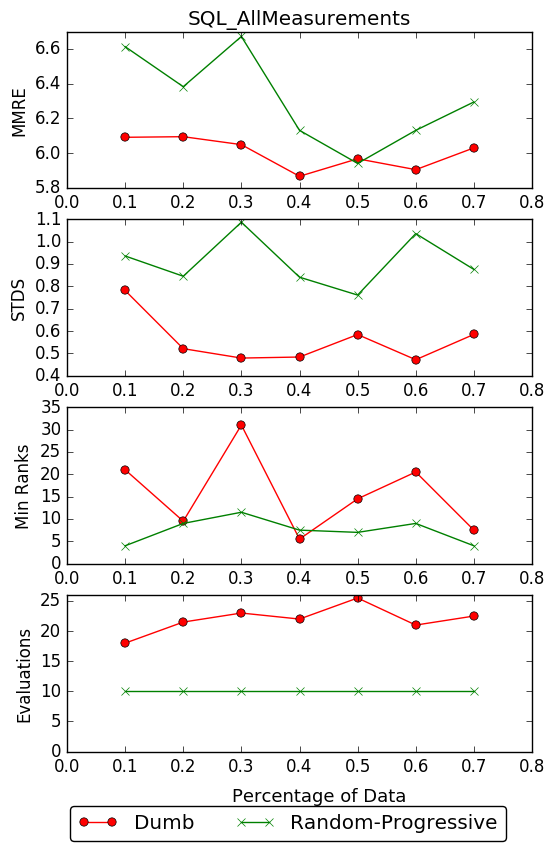 SQL_AllMeasurements
MMRE
6.6
6.4
6.2
6.0
5.8
0.0 0.1 0.2 0.3 0.4 0.5 0.6 0.7 0.8
STDS
1.1
1.0
0.9
0.8
0.7
0.6
0.5
0.4
0.0 0.1 0.2 0.3 0.4 0.5 0.6 0.7 0.8
Min Ranks
35
30
25
20
15
10
5
0
0.0 0.1 0.2 0.3 0.4 0.5 0.6 0.7 0.8
Evaluations
25
20
15
10
5
0
0.0 0.1 0.2 0.3 0.4 0.5 0.6 0.7 0.8
Percentage of Data
Dumb Random-Progressive